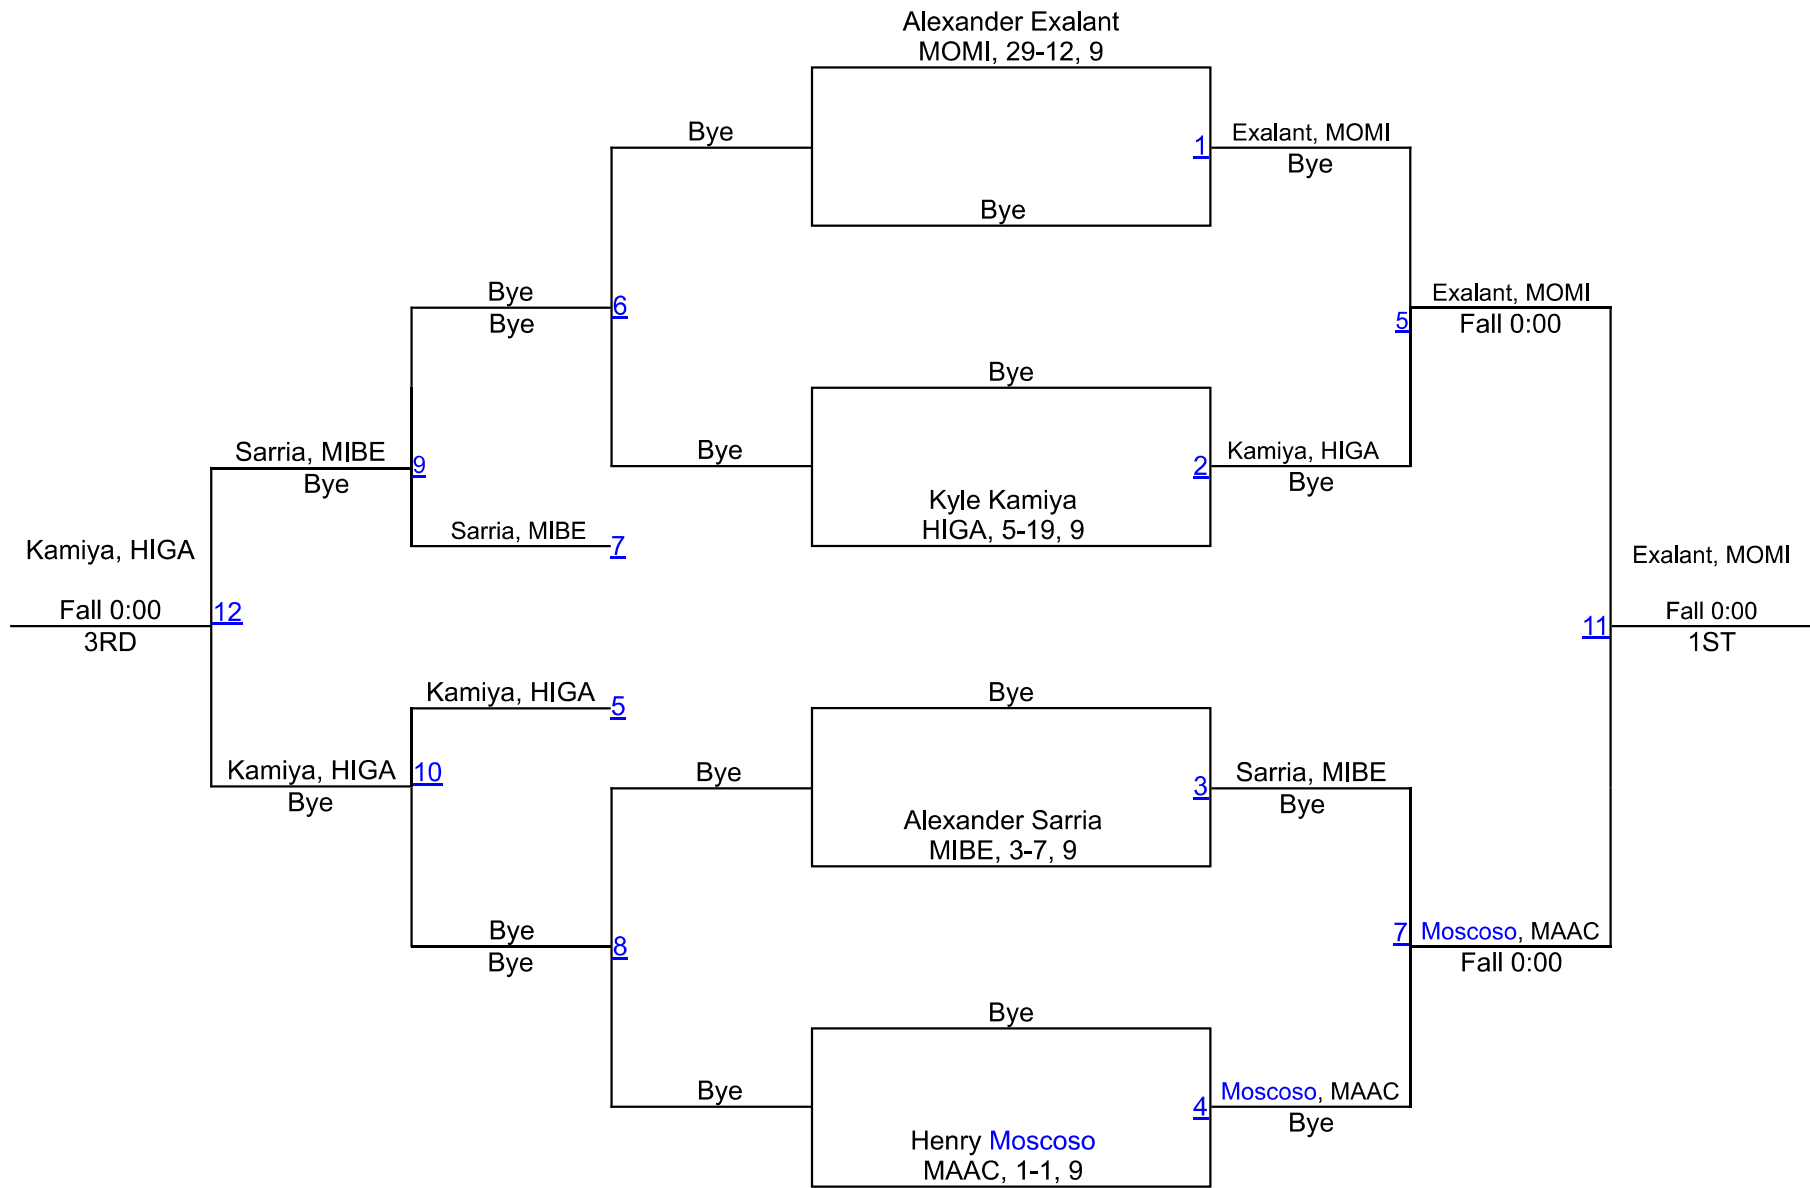 Alexander Exalant
MOMI, 29-12, 9
Bye
1
Exalant, MOMI
Bye
Bye
Bye
Bye
6
Exalant, MOMI
5
Fall 0:00
Bye
Bye
2
Kamiya, HIGA
Bye
Kyle Kamiya
HIGA, 5-19, 9
Sarria, MIBE
9
Bye
Sarria, MIBE
7
Kamiya, HIGA
Fall 0:00
12
3RD
Exalant, MOMI
11
Fall 0:00
1ST
Kamiya, HIGA
5
Bye
Kamiya, HIGA
10
Bye
Bye
3
Sarria, MIBE
Bye
Alexander Sarria
MIBE, 3-7, 9
Bye
Bye
8
7
Moscoso, MAAC
Fall 0:00
Bye
Bye
4
Moscoso, MAAC
Bye
Henry Moscoso
MAAC, 1-1, 9